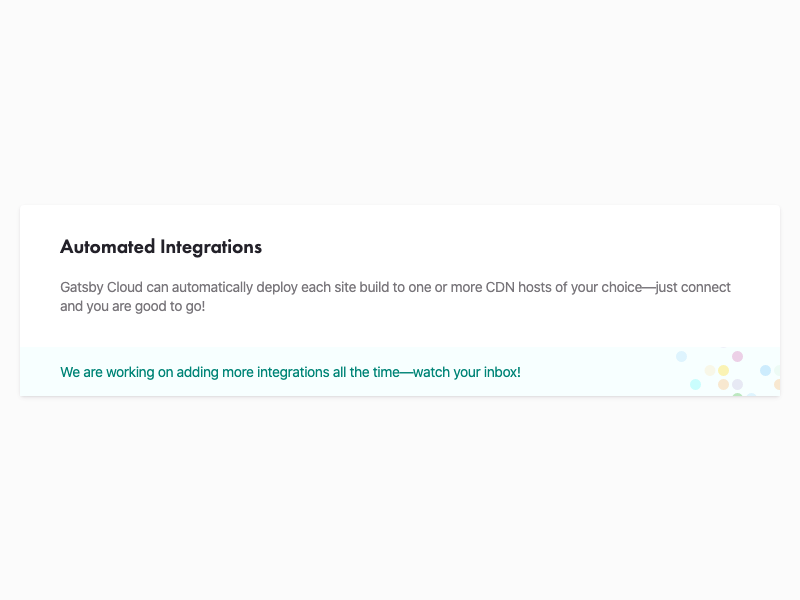 Automated Integrations
Gatsby Cloud can automatically deploy each site build to one or more CDN hosts of your choice—just connect
and you are good to go!
We are working on adding more integrations all the time—watch your inbox!